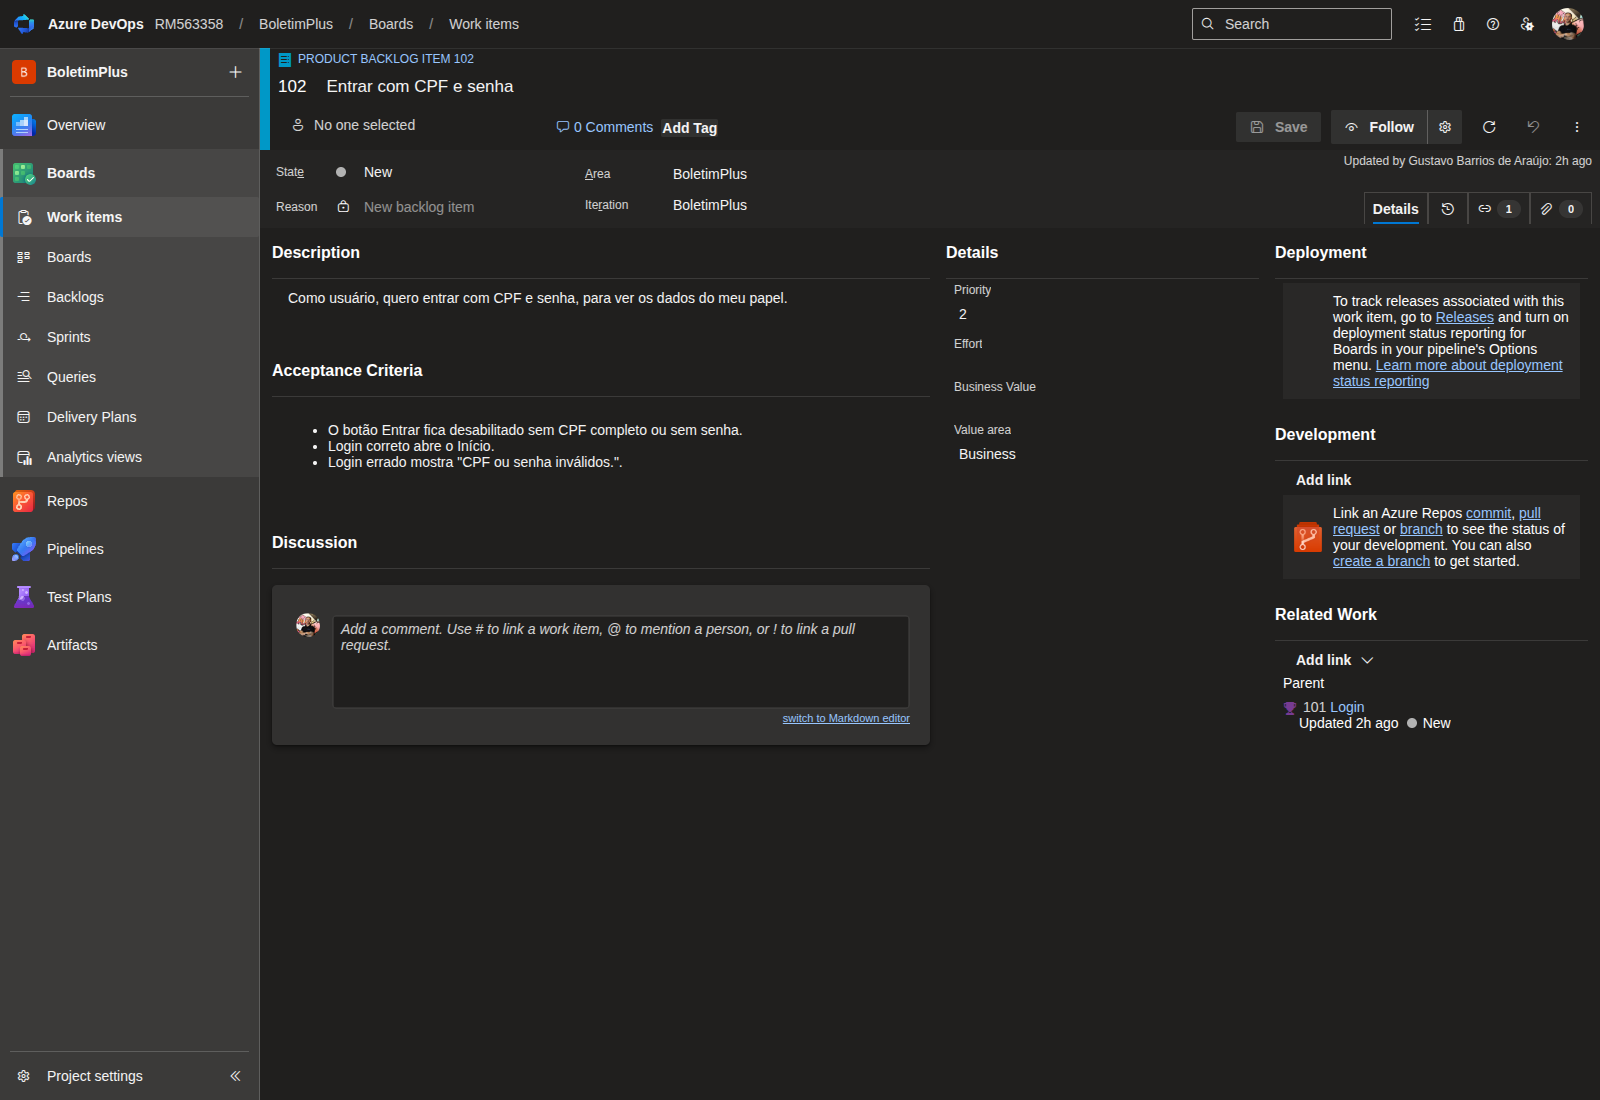 Azure DevOps RM563358 / BoletimPlus / Boards / Work items
Search
B BoletimPlus
Overview
Boards
Work items
Boards
Backlogs
Sprints
Queries
Delivery Plans
Analytics views
Repos
Pipelines
Test Plans
Artifacts
Project settings
PRODUCT BACKLOG ITEM 102
102 Entrar com CPF e senha
No one selected
0 Comments Add Tag
Save
Follow
Updated by Gustavo Barrios de Araújo: 2h ago
State New
Reason New backlog item
Area BoletimPlus
Iteration BoletimPlus
Details 1 0
Description
Como usuário, quero entrar com CPF e senha, para ver os dados do meu papel.
Acceptance Criteria
O botão Entrar fica desabilitado sem CPF completo ou sem senha.
Login correto abre o Início.
Login errado mostra "CPF ou senha inválidos.".
Discussion
Add a comment. Use # to link a work item, @ to mention a person, or ! to link a pull
request.
switch to Markdown editor
Details
Priority
2
Effort
Business Value
Value area
Business
Deployment
To track releases associated with this
work item, go to Releases and turn on
deployment status reporting for
Boards in your pipeline's Options
menu. Learn more about deployment
status reporting
Development
Add link
Link an Azure Repos commit, pull
request or branch to see the status of
your development. You can also
create a branch to get started.
Related Work
Add link
Parent
101 Login
Updated 2h ago New